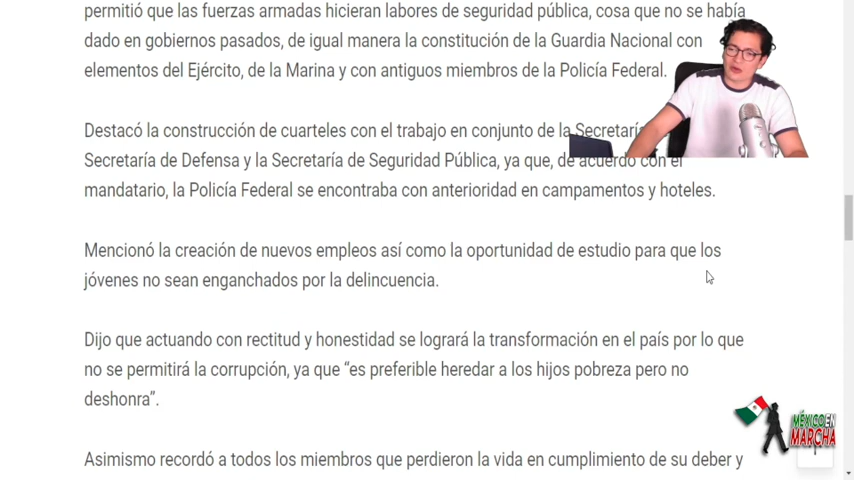 permitió que las fuerzas armadas hicieran labores de seguridad pública, cosa que no se había
dado en gobiernos pasados, de igual manera la constitución de la Guardia Nacional con
elementos del Ejército, de la Marina y con antiguos miembros de la Policía Federal.
Destacó la construcción de cuarteles con el trabajo en conjunto de la Secretaría
Secretaría de Defensa y la Secretaría de Seguridad Pública, ya que, de acuerdo con el
mandatario, la Policía Federal se encontraba con anterioridad en campamentos y hoteles.
Mencionó la creación de nuevos empleos así como la oportunidad de estudio para que los
jóvenes no sean enganchados por la delincuencia.
Dijo que actuando con rectitud y honestidad se logrará la transformación en el país por lo que
no se permitirá la corrupción, ya que “es preferible heredar a los hijos pobreza pero no
deshonra”.
Asimismo recordó a todos los miembros que perdieron la vida en cumplimiento de su deber y
MÉXICO EN
MARCHA